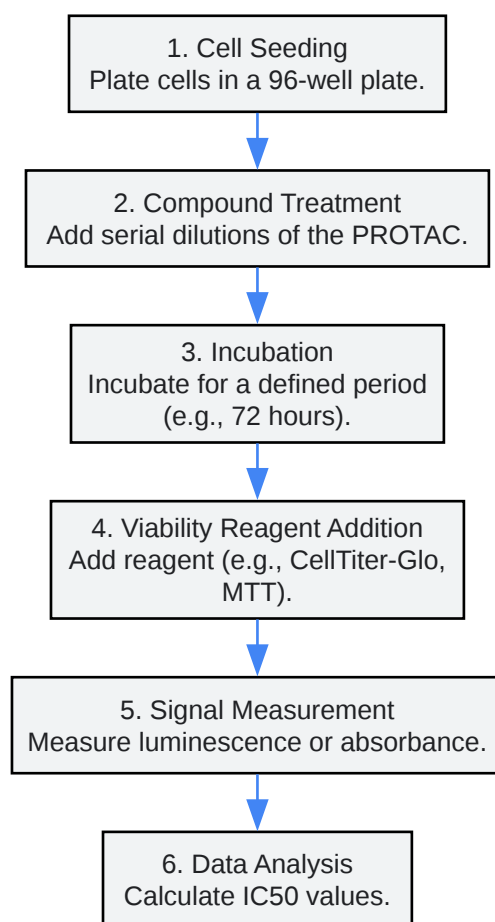 1. Cell Seeding
Plate cells in a 96-well plate.
2. Compound Treatment
Add serial dilutions of the PROTAC.
3. Incubation
Incubate for a defined period
(e.g., 72 hours).
4. Viability Reagent Addition
Add reagent (e.g., CellTiter-Glo,
MTT).
5. Signal Measurement
Measure luminescence or absorbance.
6. Data Analysis
Calculate IC50 values.